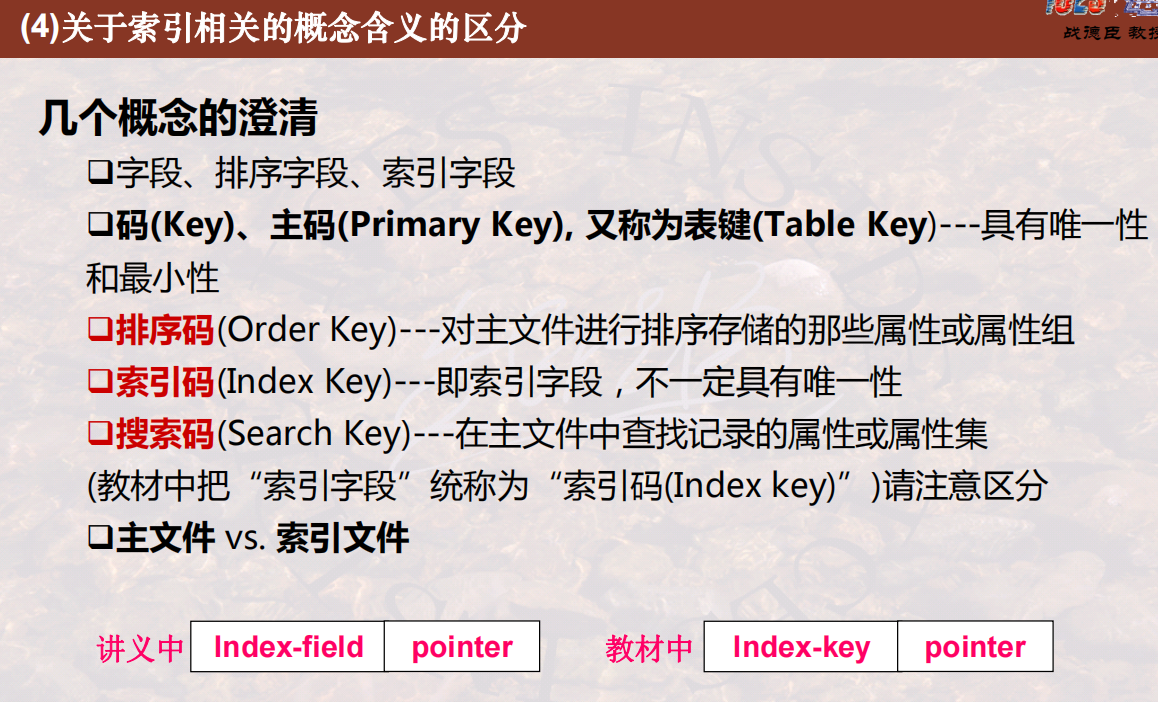 (4)关于索引相关的概念含义的区分
战德臣 教授
几个概念的澄清
❑字段、排序字段、索引字段
❑码(Key)、主码(Primary Key), 又称为表键(Table Key)---具有唯一性
和最小性
❑排序码(Order Key)---对主文件进行排序存储的那些属性或属性组
❑索引码(Index Key)---即索引字段，不一定具有唯一性
❑搜索码(Search Key)---在主文件中查找记录的属性或属性集
(教材中把“索引字段”统称为“索引码(Index key)”)请注意区分
❑主文件 vs. 索引文件
讲义中 Index-field pointer 教材中 Index-key pointer